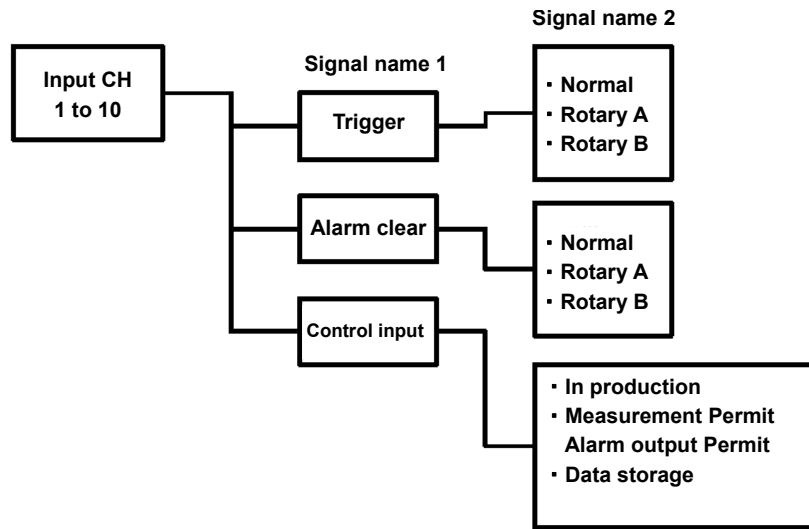 Signal name 2
Input CH
1 to 10
Signal name 1
Trigger
・Normal
・Rotary A
・Rotary B
Alarm clear
・Normal
・Rotary A
・Rotary B
Control input
・In production
・Measurement Permit
Alarm output Permit
・Data storage